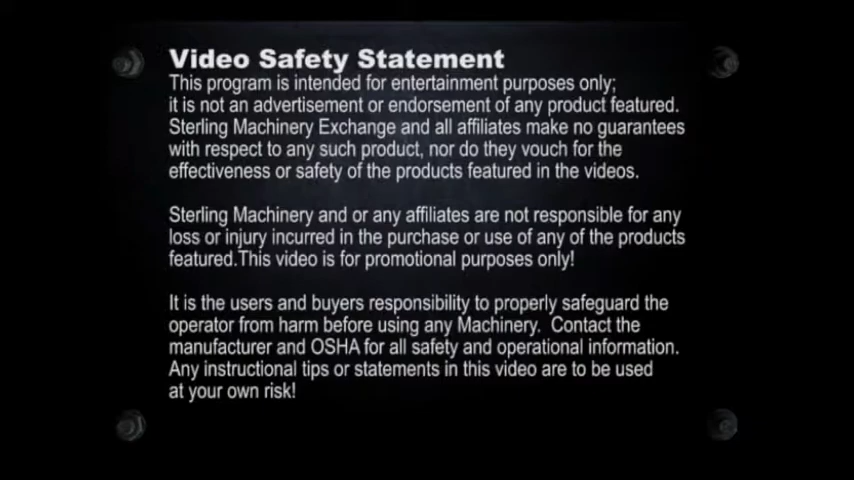 Video Safety Statement
This program is intended for entertainment purposes only;
it is not an advertisement or endorsement of any product featured.
Sterling Machinery Exchange and all affiliates make no guarantees
with respect to any such product, nor do they vouch for the
effectiveness or safety of the products featured in the videos.
Sterling Machinery and or any affiliates are not responsible for any
loss or injury incurred in the purchase or use of any of the products
featured.This video is for promotional purposes only!
It is the users and buyers responsibility to properly safeguard the
operator from harm before using any Machinery.  Contact the
manufacturer and OSHA for all safety and operational information.
Any instructional tips or statements in this video are to be used
at your own risk!